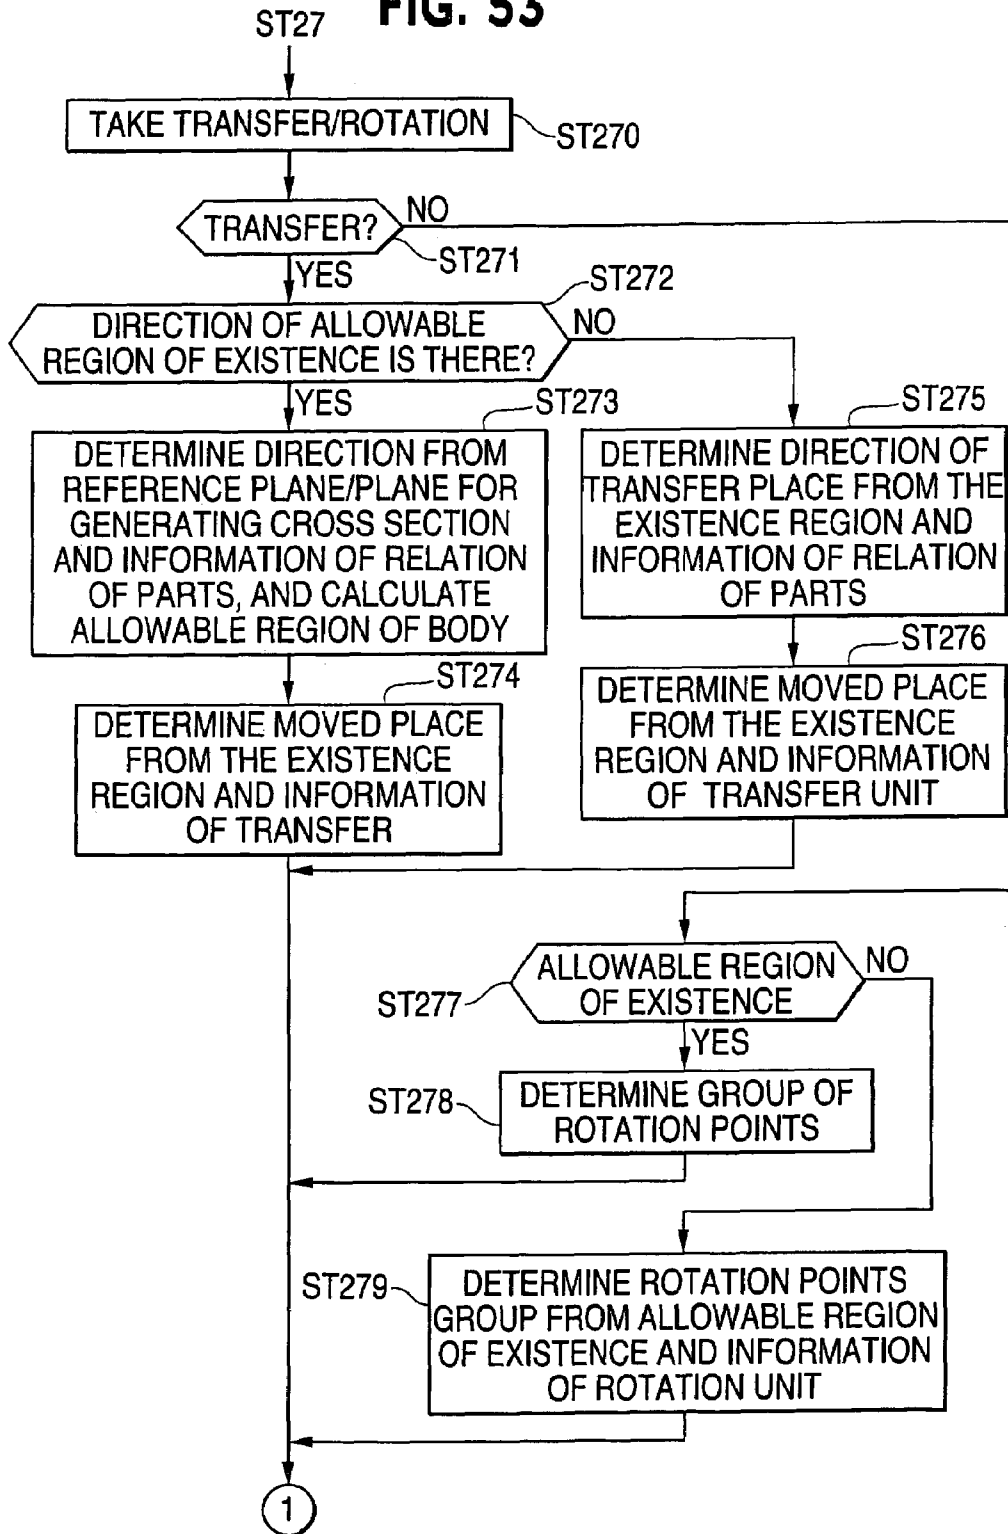 FIG. 53
ST27
TAKE TRANSFER/ROTATION
ST270
TRANSFER?
NO
ST271
YES
ST272
DIRECTION OF ALLOWABLE
REGION OF EXISTENCE IS THERE?
NO
YES
ST273
DETERMINE DIRECTION FROM
REFERENCE PLANE/PLANE FOR
GENERATING CROSS SECTION
AND INFORMATION OF RELATION
OF PARTS, AND CALCULATE
ALLOWABLE REGION OF BODY
ST275
DETERMINE DIRECTION OF
TRANSFER PLACE FROM THE
EXISTENCE REGION AND
INFORMATION OF RELATION
OF PARTS
ST274
DETERMINE MOVED PLACE
FROM THE EXISTENCE
REGION AND INFORMATION
OF TRANSFER
ST276
DETERMINE MOVED PLACE
FROM THE EXISTENCE
REGION AND INFORMATION
OF TRANSFER UNIT
ALLOWABLE REGION
OF EXISTENCE
NO
ST277
YES
ST278
DETERMINE GROUP OF
ROTATION POINTS
ST279
DETERMINE ROTATION POINTS
GROUP FROM ALLOWABLE REGION
OF EXISTENCE AND INFORMATION
OF ROTATION UNIT
1